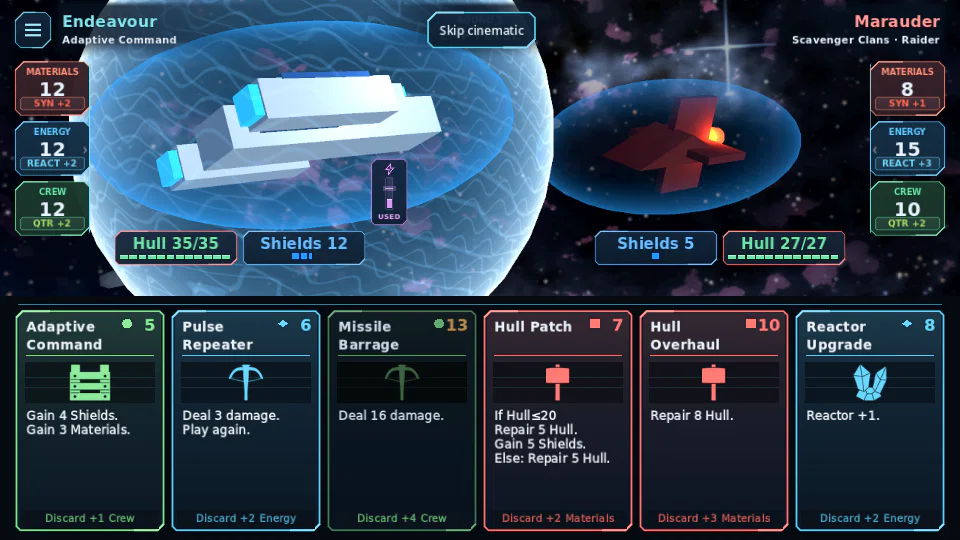 Endeavour
Adaptive Command
Skip cinematic
Marauder
Scavenger Clans · Raider
MATERIALS
12
SYN +2
ENERGY
12
REACT +2
CREW
12
QTR +2
MATERIALS
8
SYN +1
ENERGY
15
REACT +3
CREW
10
QTR +2
USED
Hull 35/35
Shields 12
Shields 5
Hull 27/27
Adaptive Command
5
Gain 4 Shields.
Gain 3 Materials.
Discard +1 Crew
Pulse Repeater
6
Deal 3 damage.
Play again.
Discard +2 Energy
Missile Barrage
13
Deal 16 damage.
Discard +4 Crew
Hull Patch
7
If Hull≤20
Repair 5 Hull.
Gain 5 Shields.
Else: Repair 5 Hull.
Discard +2 Materials
Hull Overhaul
10
Repair 8 Hull.
Discard +3 Materials
Reactor Upgrade
8
Reactor +1.
Discard +2 Energy